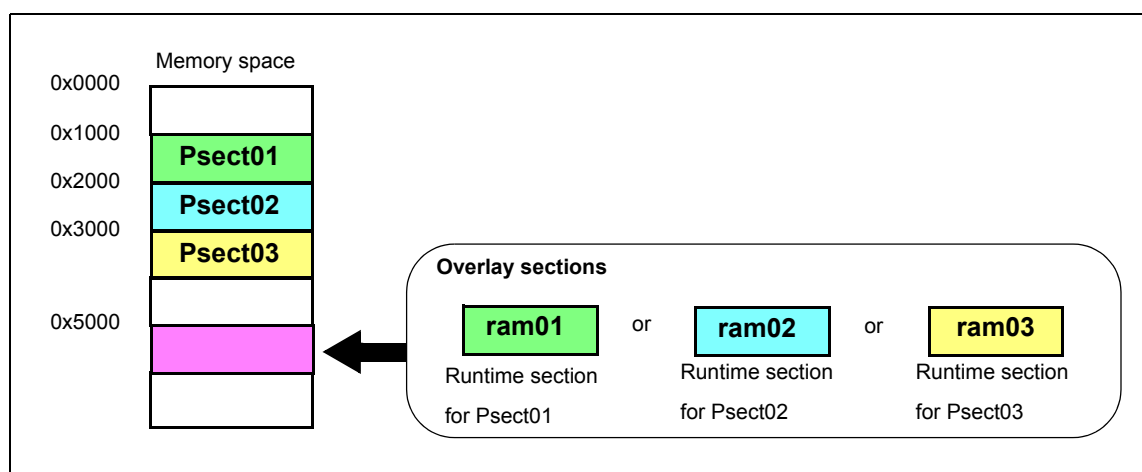 Memory space
0x0000
0x1000
Psect01
0x2000
Psect02
0x3000
Psect03
0x5000
Overlay sections
ram01 or ram02 or ram03
Runtime section Runtime section Runtime section
for Psect01 for Psect02 for Psect03